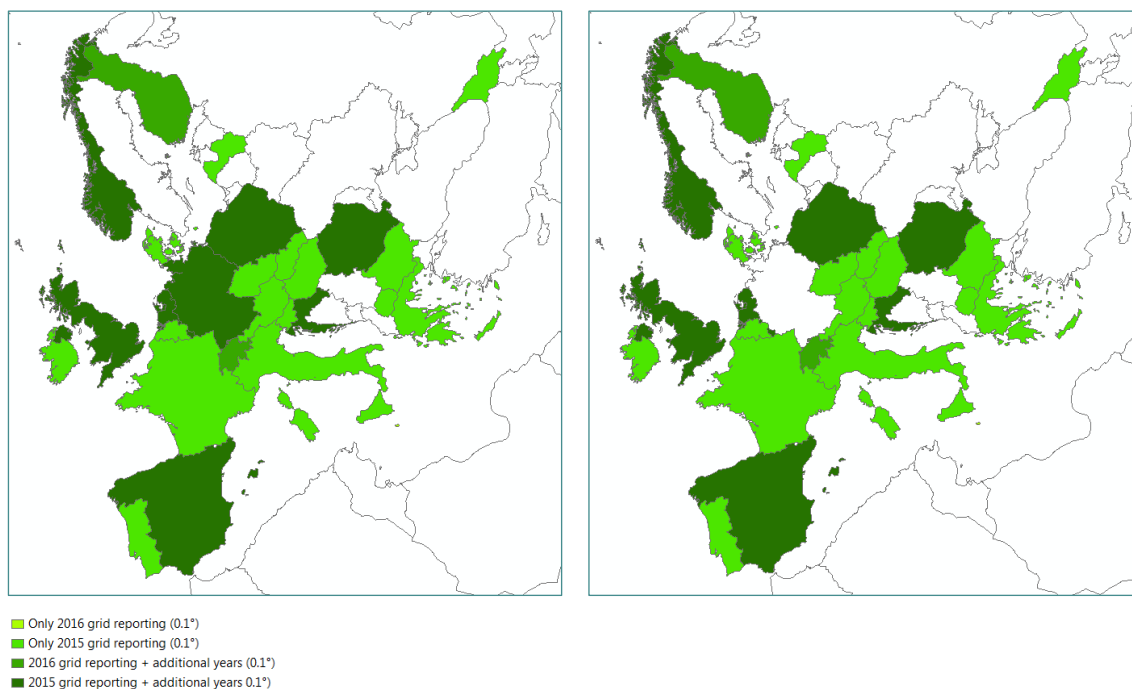 Only 2016 grid reporting (0.1°)
Only 2015 grid reporting (0.1°)
2016 grid reporting + additional years (0.1°)
2015 grid reporting + additional years 0.1°)